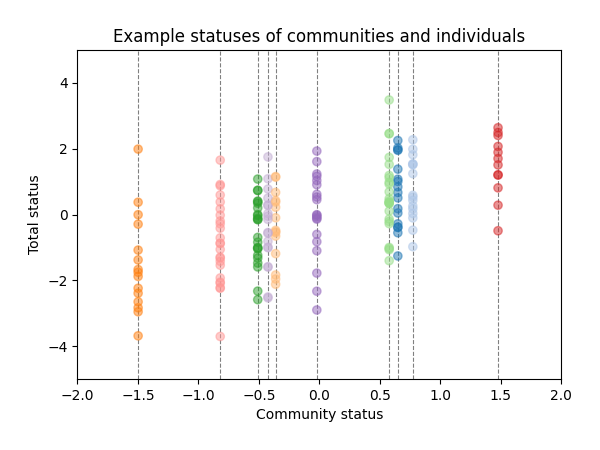 Example statuses of communities and individuals
Total status
4
2
0
−2
−4
−2.0 −1.5 −1.0 −0.5 0.0 0.5 1.0 1.5 2.0
Community status